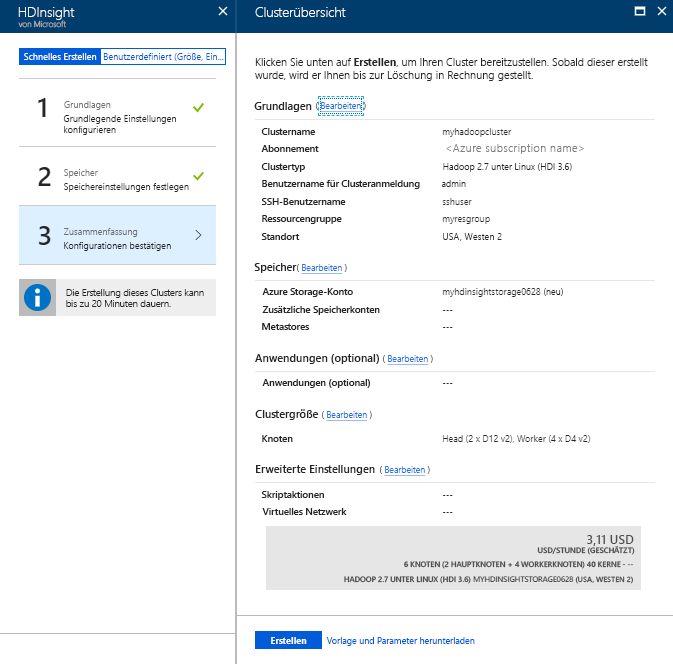 HDInsight
von Microsoft
Schnelles Erstellen
Benutzerdefiniert (Größe, Ein...
1
Grundlagen
Grundlegende Einstellungen
konfigurieren
2
Speicher
Speichereinstellungen festlegen
3
Zusammenfassung
Konfigurationen bestätigen
Die Erstellung dieses Clusters kann
bis zu 20 Minuten dauern.
Clusterübersicht
Klicken Sie unten auf Erstellen, um Ihren Cluster bereitzustellen. Sobald dieser erstellt
wurde, wird er Ihnen bis zur Löschung in Rechnung gestellt.
Grundlagen (Bearbeiten)
Clustername myhadoopcluster
Abonnement <Azure subscription name>
Clustertyp Hadoop 2.7 unter Linux (HDI 3.6)
Benutzername für Clusteranmeldung admin
SSH-Benutzername sshuser
Ressourcengruppe myresgroup
Standort USA, Westen 2
Speicher( Bearbeiten )
Azure Storage-Konto myhdinsightstorage0628 (neu)
Zusätzliche Speicherkonten ---
Metastores ---
Anwendungen (optional) ( Bearbeiten )
Anwendungen (optional) ---
Clustergröße ( Bearbeiten )
Knoten Head (2 x D12 v2), Worker (4 x D4 v2)
Erweiterte Einstellungen ( Bearbeiten )
Skriptaktionen ---
Virtuelles Netzwerk ---
3,11 USD
USD/STUNDE (GESCHÄTZT)
6 KNOTEN (2 HAUPTKNOTEN + 4 WORKERKNOTEN) 40 KERNE - --
HADOOP 2.7 UNTER LINUX (HDI 3.6) MYHDINSIGHTSTORAGE0628 (USA, WESTEN 2)
Erstellen
Vorlage und Parameter herunterladen